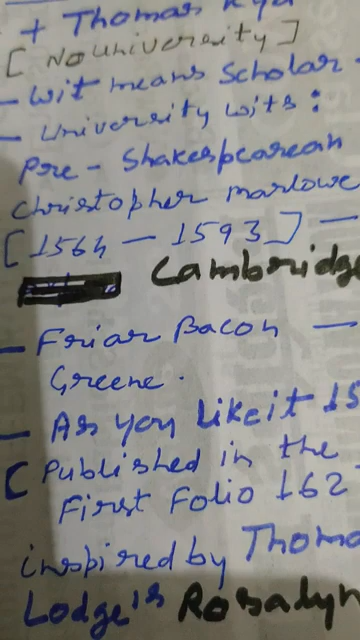 + Thomas Kyd
[ No University ]
- Wit means Scholar -
- University wits :
Pre - Shakespearean
Christopher Marlowe
[ 1564 - 1593 ] -
Cambridge
- Friar Bacon -
Greene .
- As You Like it 15
[ Published in the
First Folio 162
inspired by Thoma
Lodge's Rosalyn